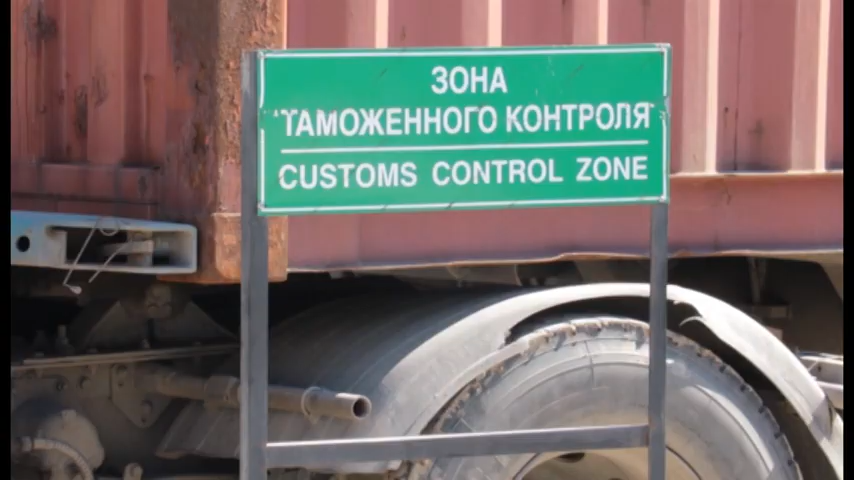 ЗОНА
ТАМОЖЕННОГО КОНТРОЛЯ
CUSTOMS CONTROL ZONE